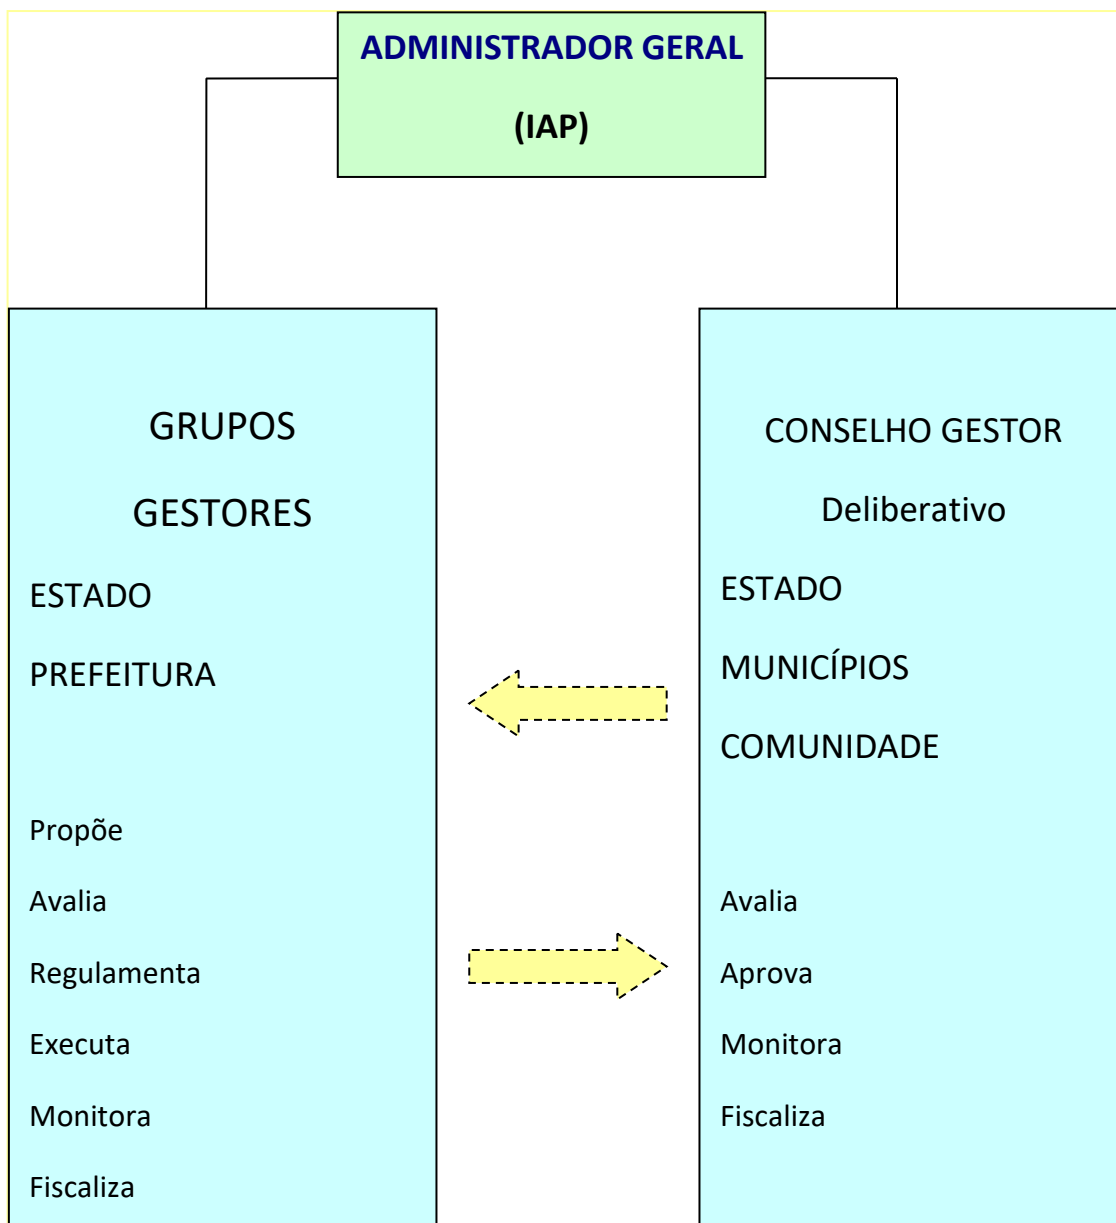 ADMINISTRADOR GERAL
(IAP)
GRUPOS
GESTORES
ESTADO
PREFEITURA
Propõe
Avalia
Regulamenta
Executa
Monitora
Fiscaliza
CONSELHO GESTOR
Deliberativo
ESTADO
MUNICÍPIOS
COMUNIDADE
Avalia
Aprova
Monitora
Fiscaliza